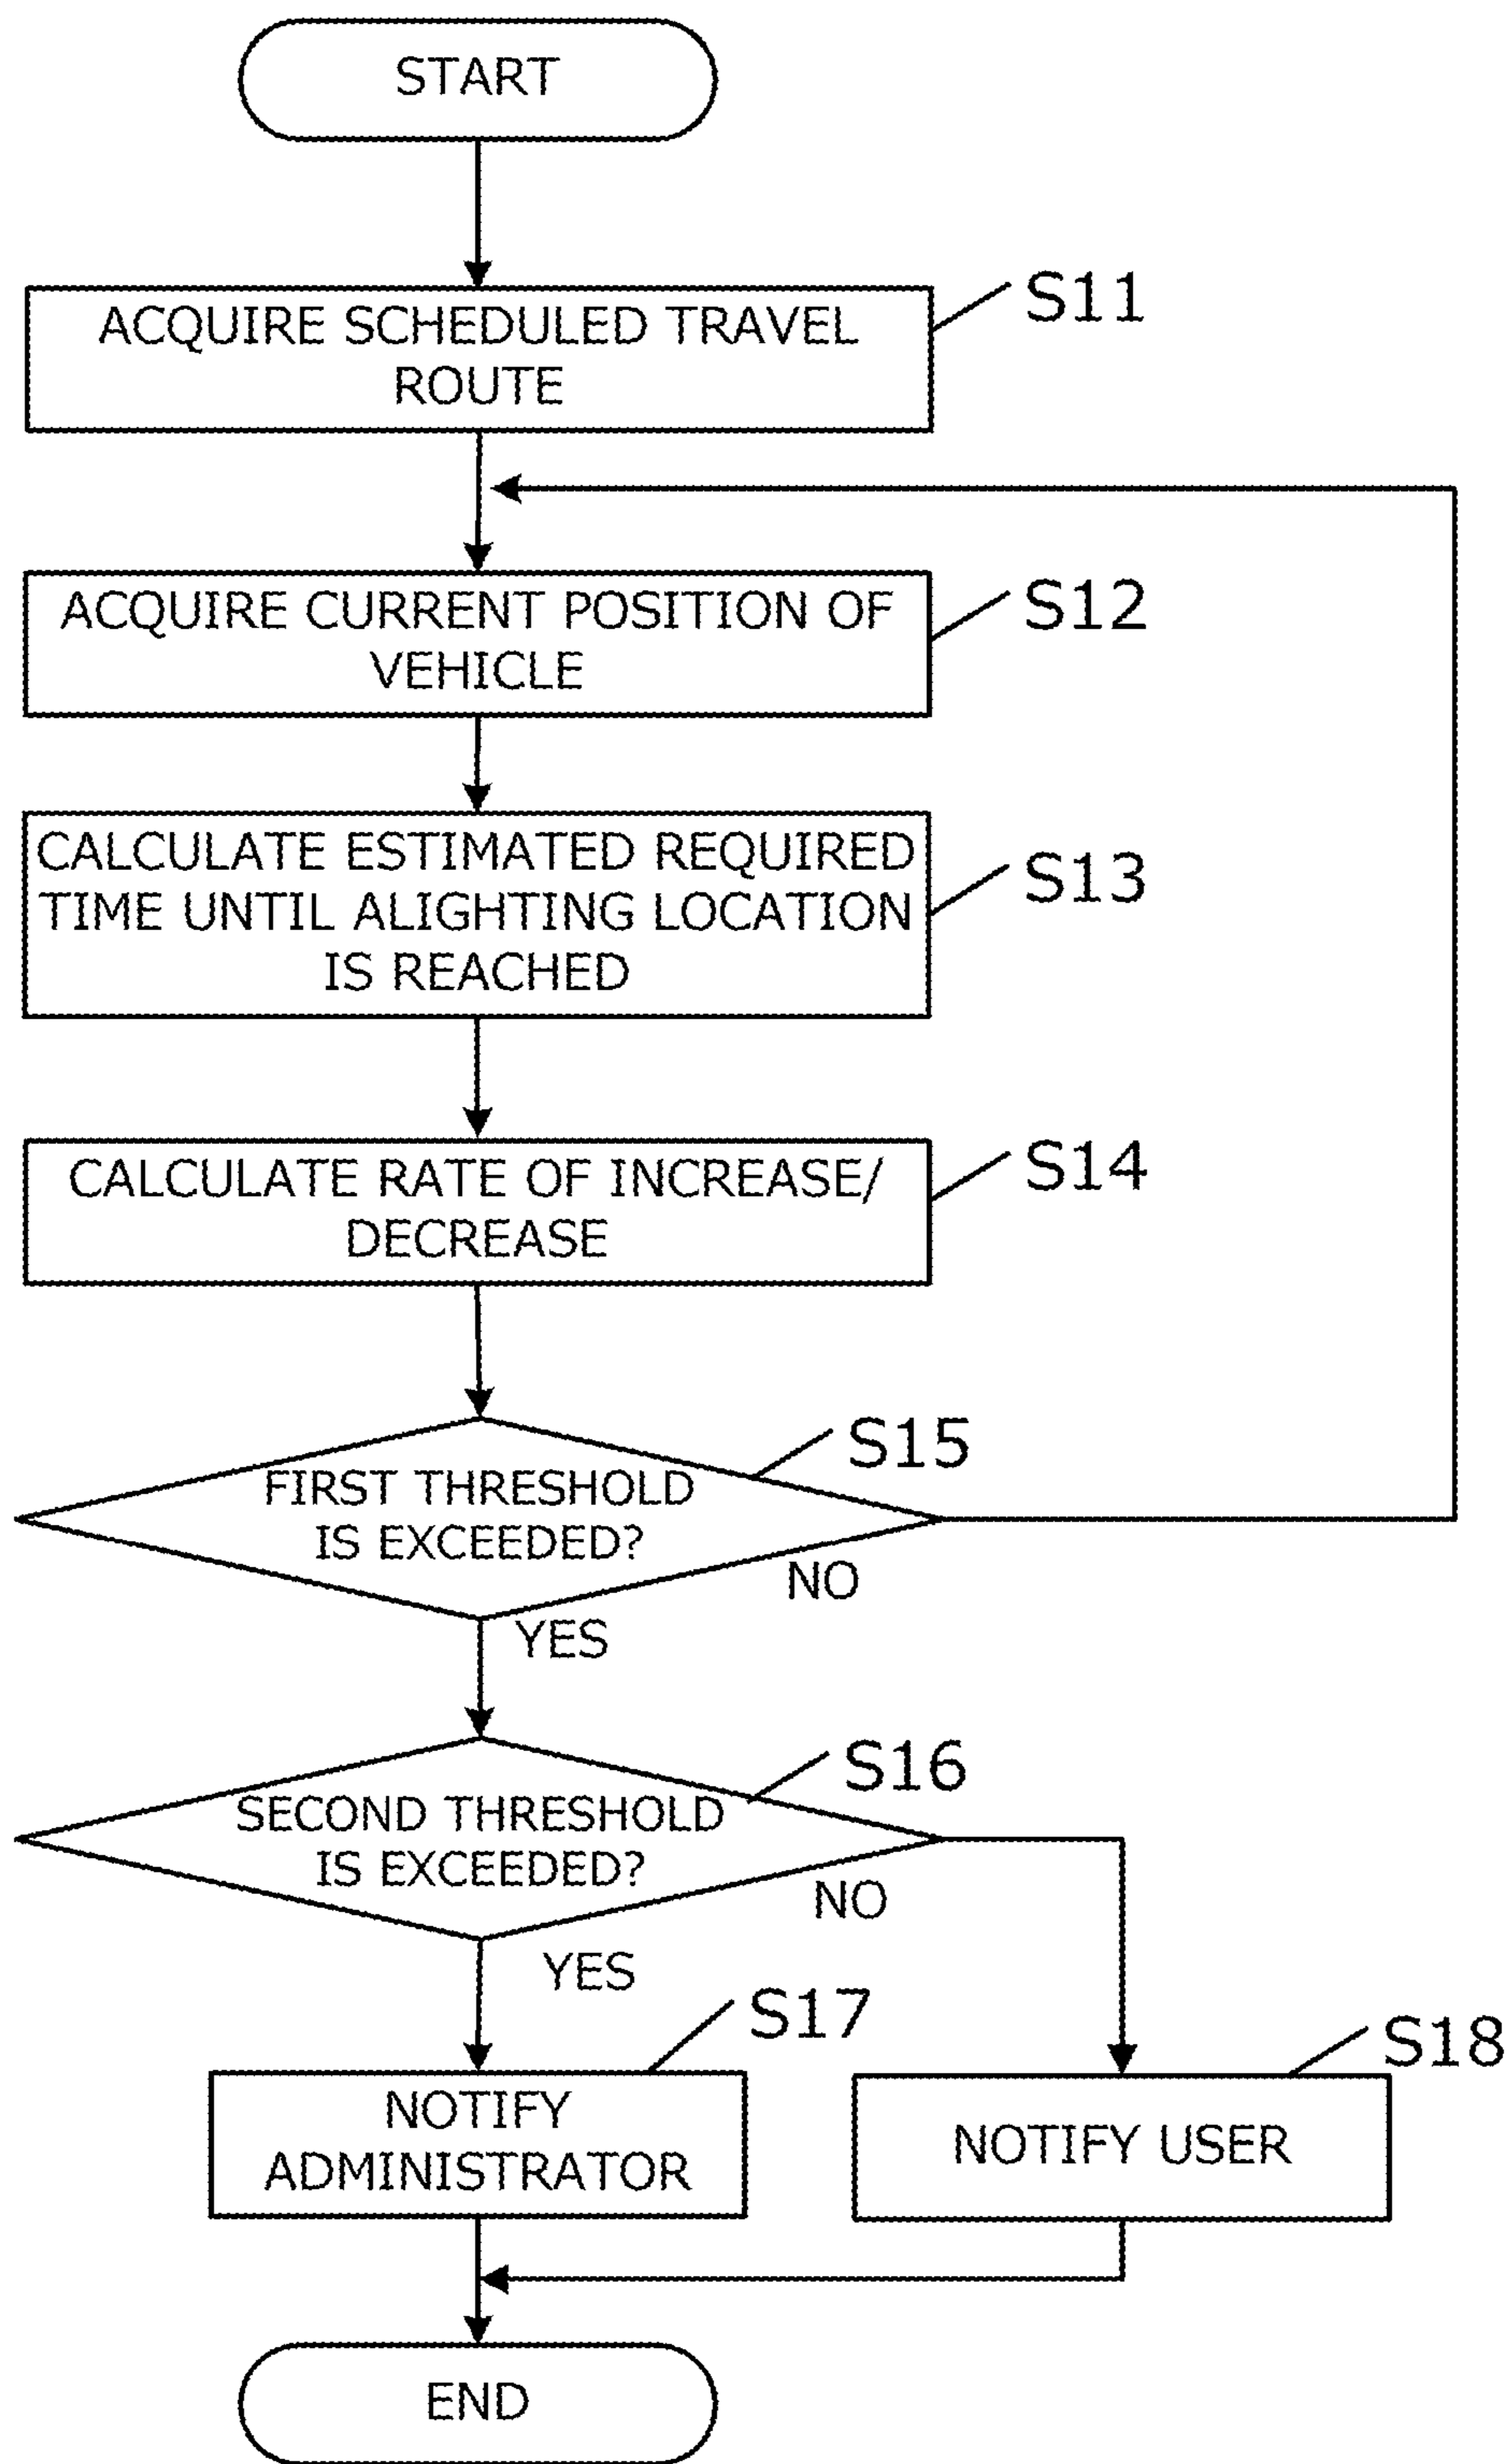 START
ACQUIRE SCHEDULED TRAVEL
ROUTE
S11
ACQUIRE CURRENT POSITION OF
VEHICLE
S12
CALCULATE ESTIMATED REQUIRED
TIME UNTIL ALIGHTING LOCATION
IS REACHED
S13
CALCULATE RATE OF INCREASE/
DECREASE
S14
FIRST THRESHOLD
IS EXCEEDED?
S15
NO
YES
SECOND THRESHOLD
IS EXCEEDED?
S16
NO
YES
S17
NOTIFY
ADMINISTRATOR
S18
NOTIFY USER
END